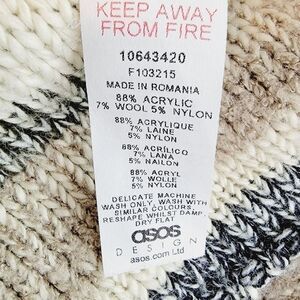 KEEP AWAY
FROM FIRE
10643420
F103215
MADE IN ROMANIA
88% ACRYLIC
7% WOOL 5% NYLON
88% ACRYLIQUE
7% LAINE
5% NYLON
88% ACRÍLICO
7% LANA
5% NAILON
88% ACRYL
7% WOLLE
5% NYLON
DELICATE MACHINE
WASH ONLY, WASH WITH
SIMILAR COLOURS,
RESHAPE WHILST DAMP
DRY FLAT
asos
DESIGN
asos.com Ltd